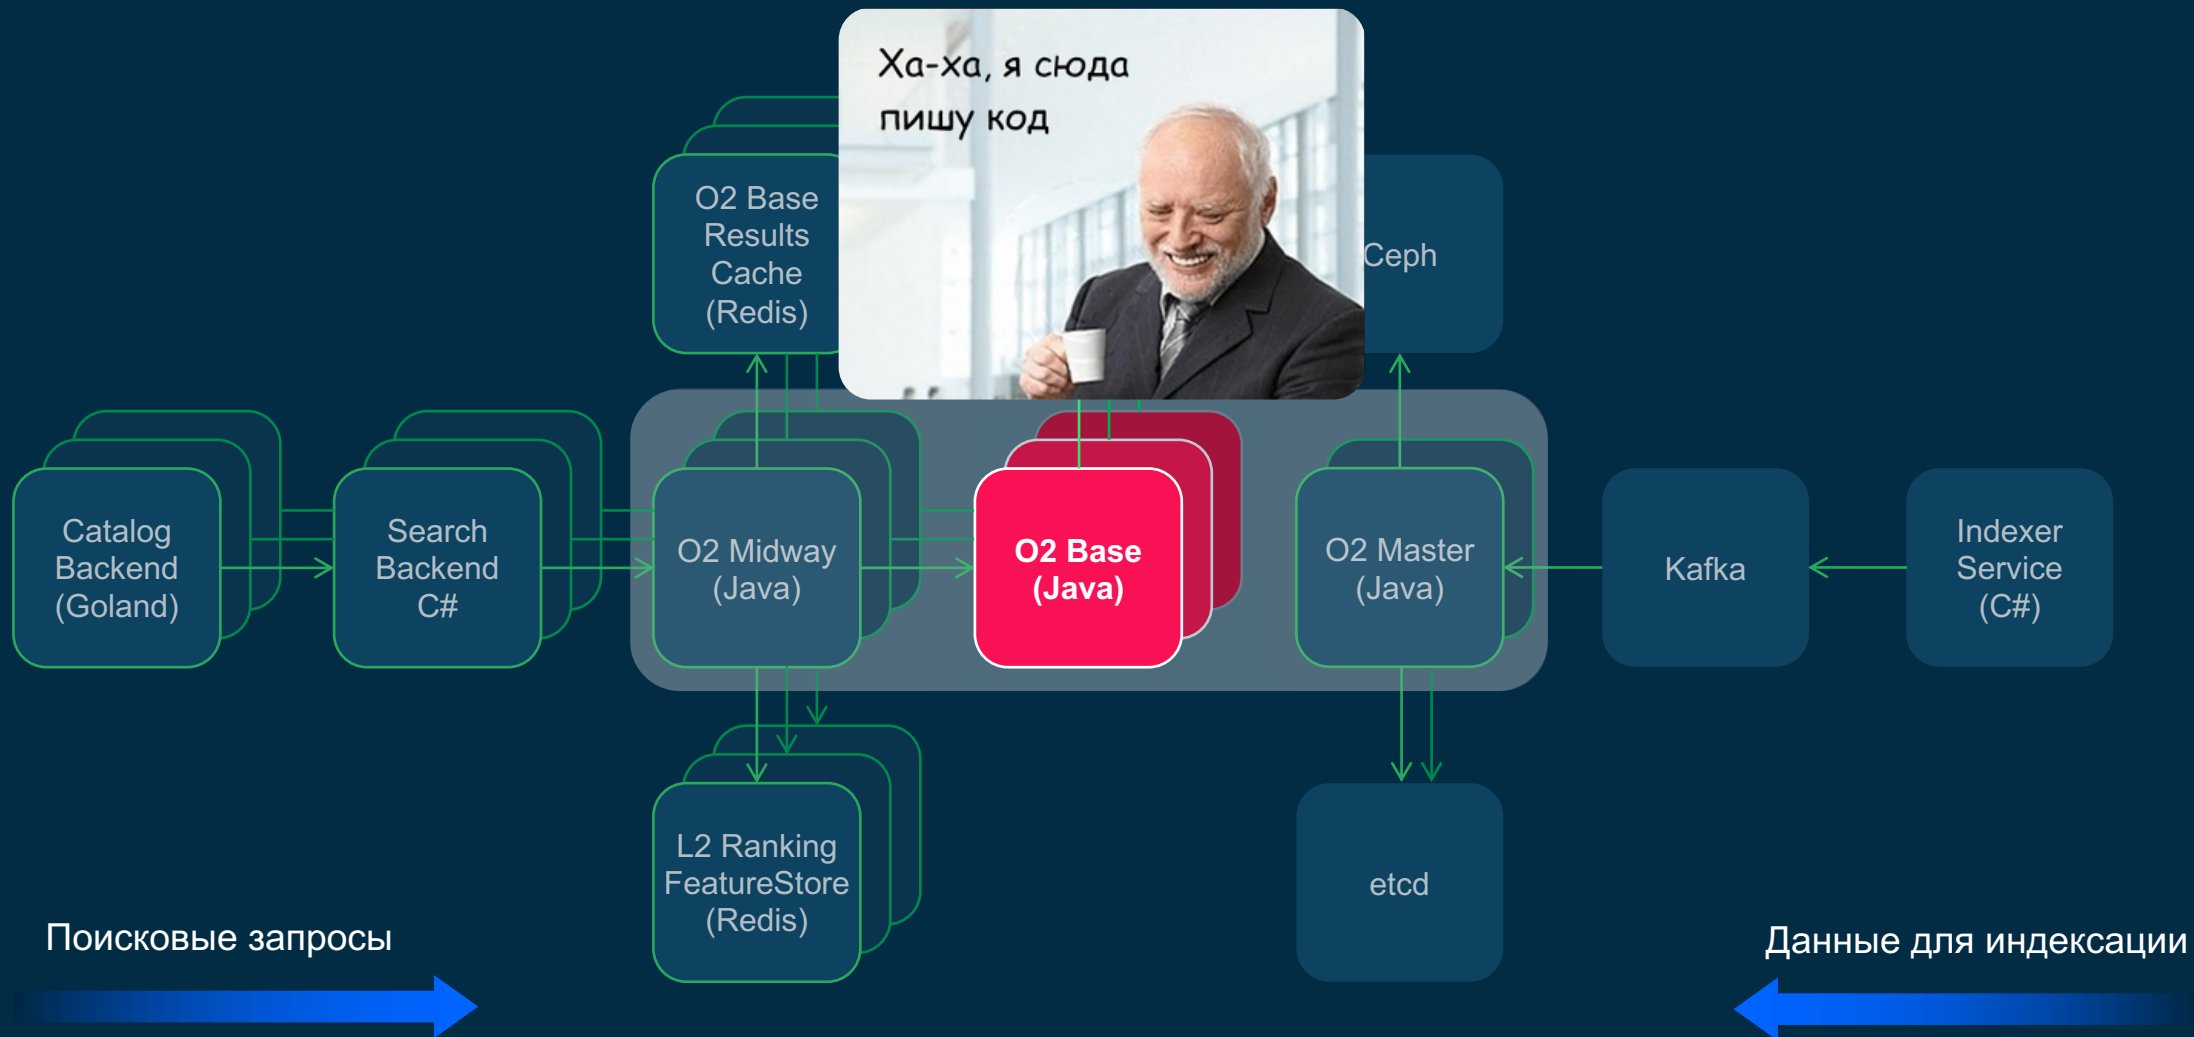 Ха-ха, я сюда
пишу код
O2 Base
Results
Cache
(Redis)
Ceph
Catalog
Backend
(Goland)
Search
Backend
C#
O2 Midway
(Java)
O2 Base
(Java)
O2 Master
(Java)
Kafka
Indexer
Service
(C#)
L2 Ranking
FeatureStore
(Redis)
etcd
Поисковые запросы
Данные для индексации